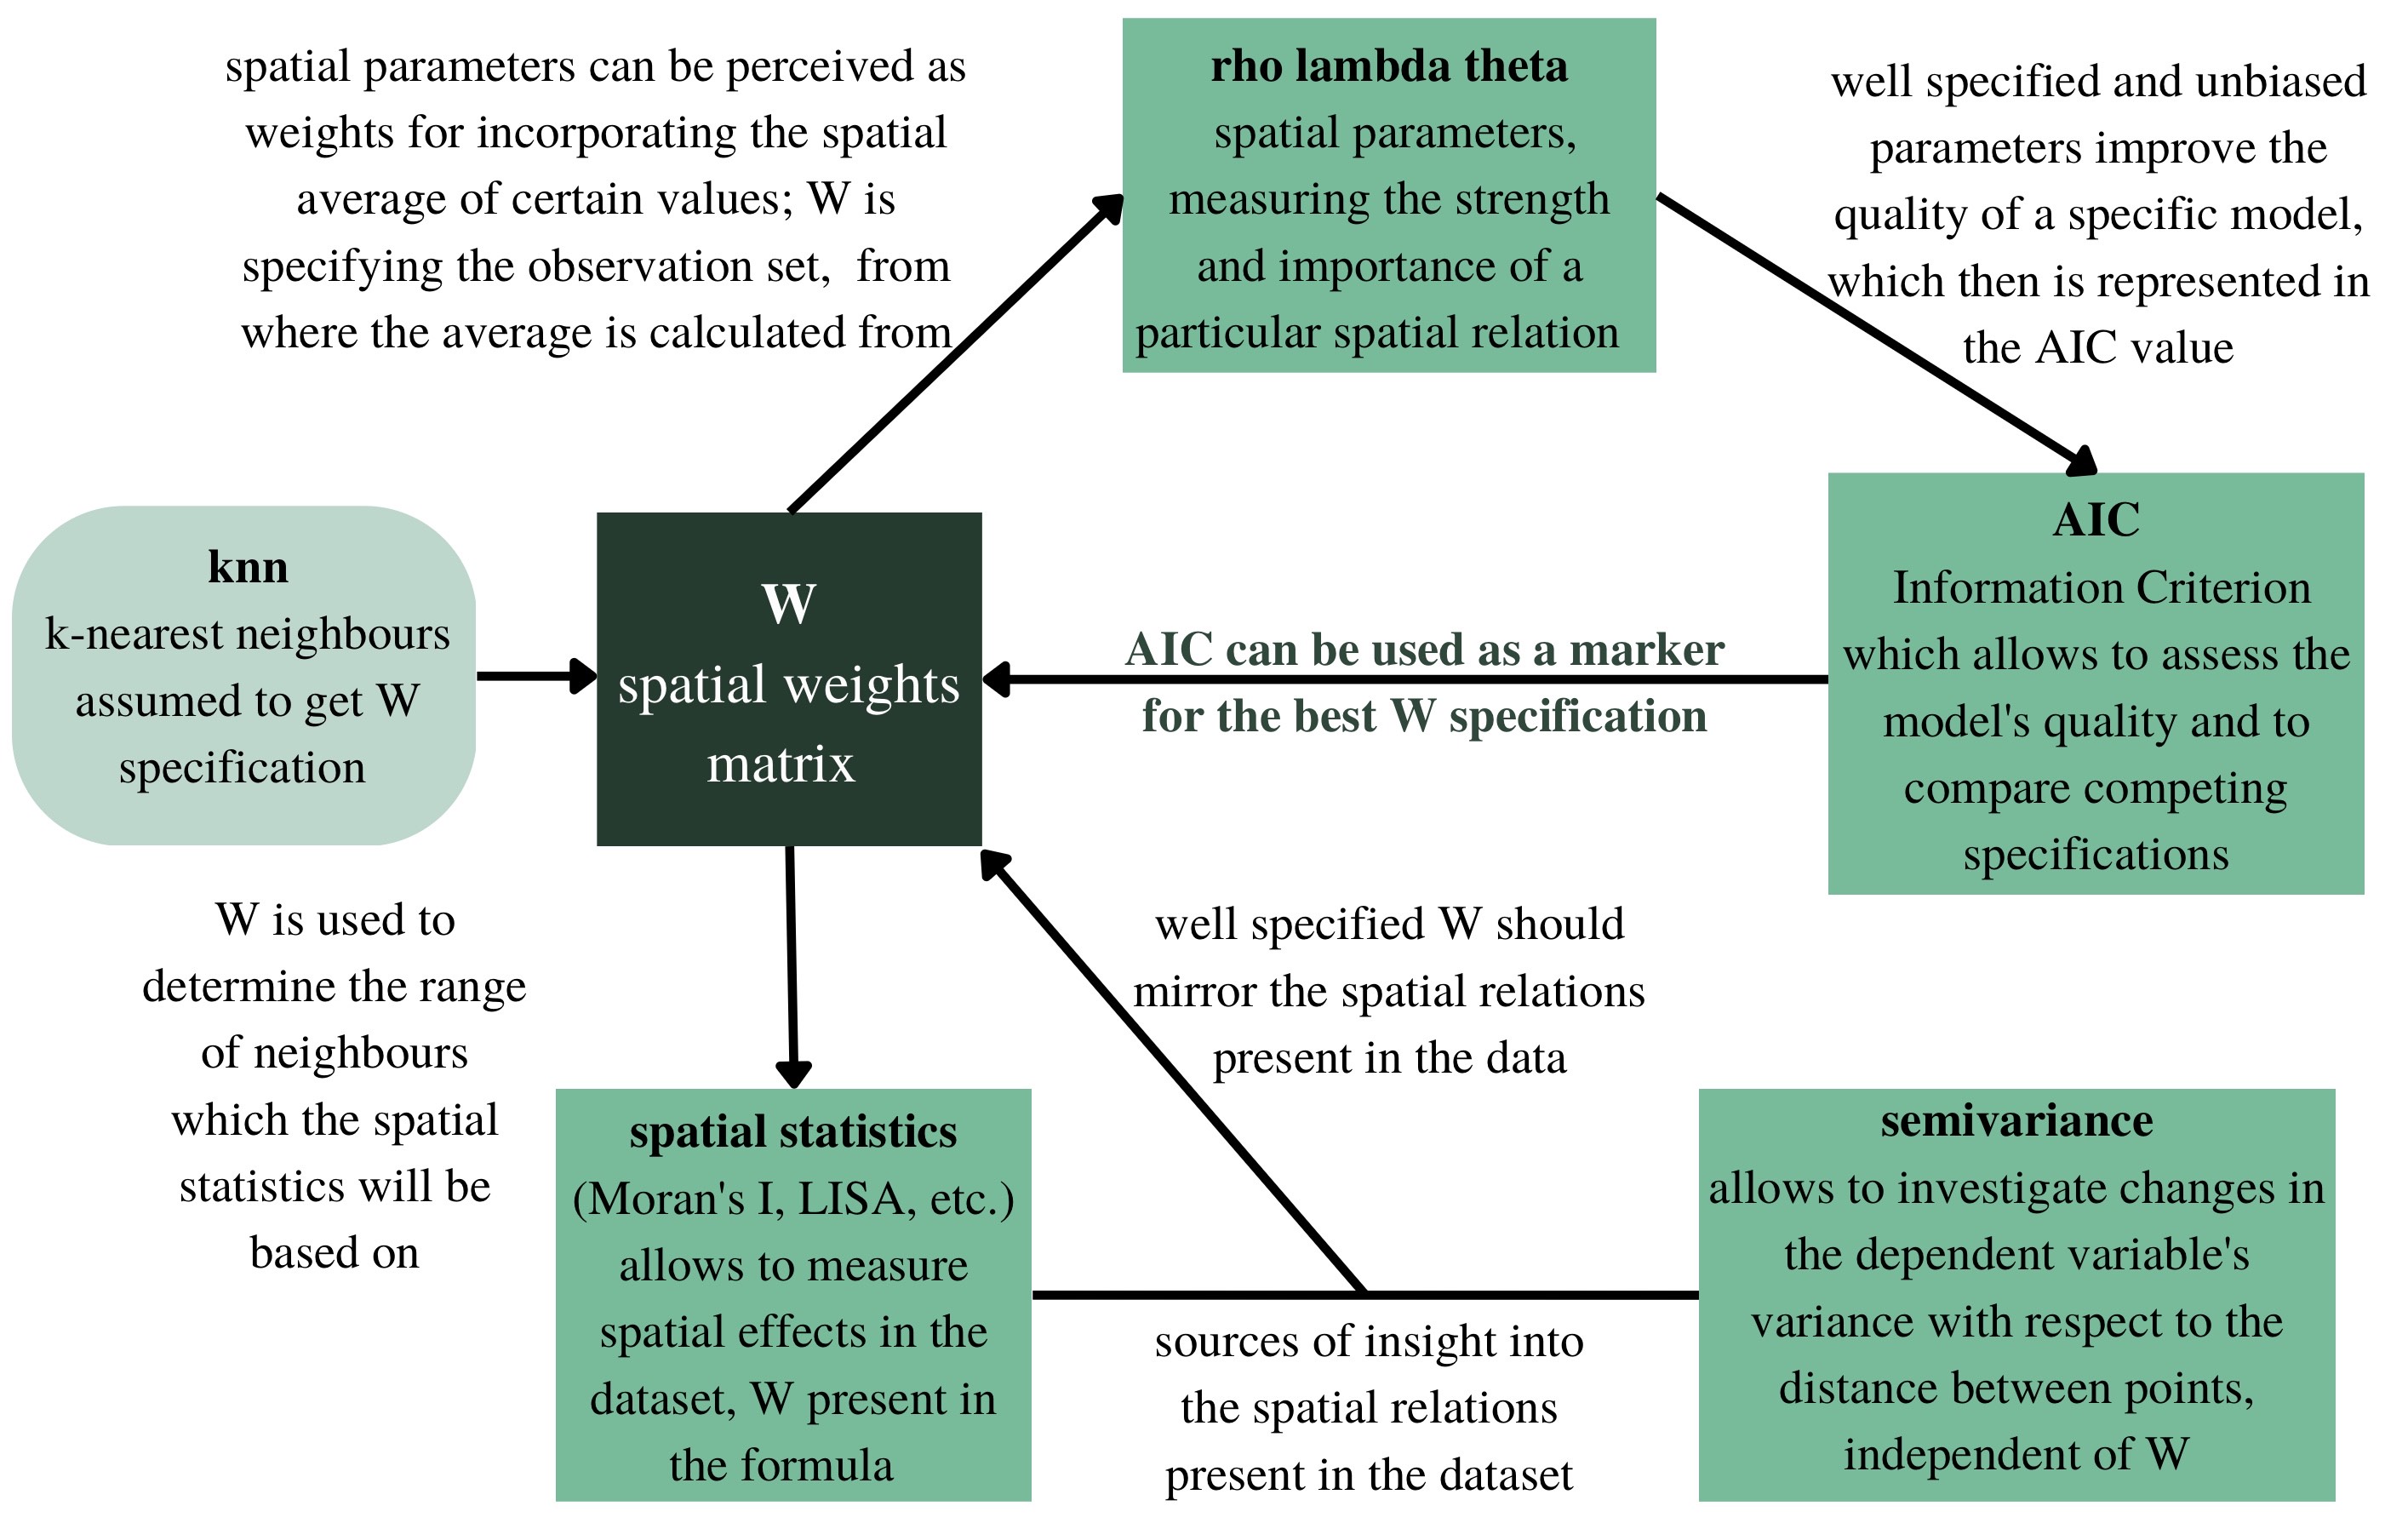 spatial parameters can be perceived as
weights for incorporating the spatial
average of certain values; W is
specifying the observation set,  from
where the average is calculated from
rho lambda theta
spatial parameters,
measuring the strength
and importance of a
particular spatial relation
well specified and unbiased
parameters improve the
quality of a specific model,
which then is represented in
the AIC value
knn
k-nearest neighbours
assumed to get W
specification
W
spatial weights
matrix
AIC can be used as a marker
for the best W specification
AIC
Information Criterion
which allows to assess the
model's quality and to
compare competing
specifications
W is used to
determine the range
of neighbours
which the spatial
statistics will be
based on
well specified W should
mirror the spatial relations
present in the data
spatial statistics
(Moran's I, LISA, etc.)
allows to measure
spatial effects in the
dataset, W present in
the formula
sources of insight into
the spatial relations
present in the dataset
semivariance
allows to investigate changes in
the dependent variable's
variance with respect to the
distance between points,
independent of W